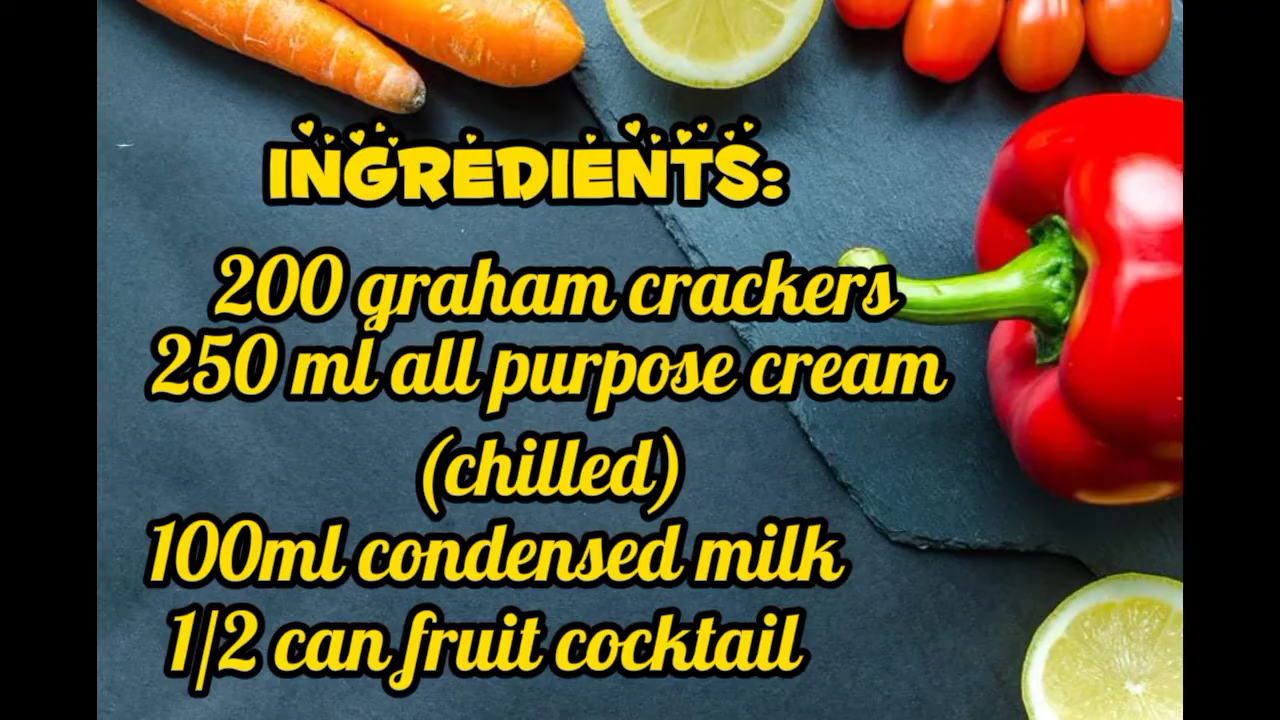 INGREDIENTS:
200 graham crackers
250 ml all purpose cream
(chilled)
100ml condensed milk
1/2 can fruit cocktail